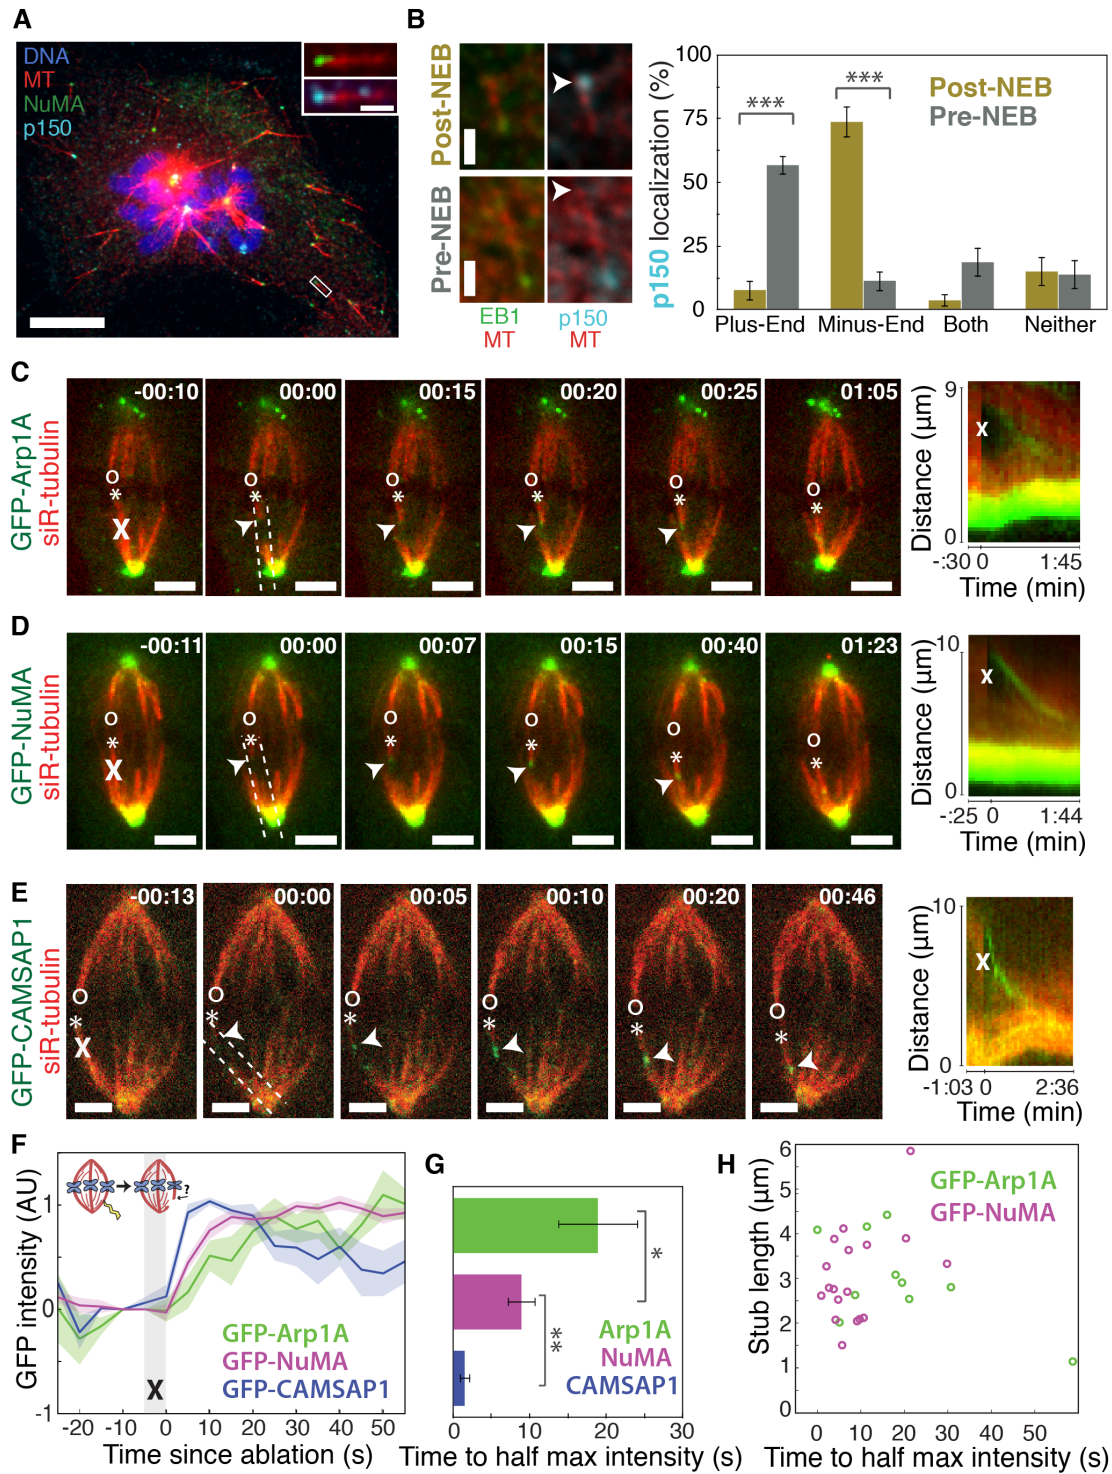 A
DNA
MT
NuMA
p150
B
Post-NEB
Pre-NEB
EB1
MT
p150
MT
p150 localization (%)
100
75
50
25
0
***
***
Post-NEB
Pre-NEB
Plus-End
Minus-End
Both
Neither
C
GFP-Arp1A
siR-tubulin
-00:10
00:00
00:15
00:20
00:25
01:05
O
*
X
O
*
O
*
O
*
O
*
O
*
Distance (μm)
9
0
x
-:30
0
1:45
Time (min)
D
GFP-NuMA
siR-tubulin
-00:11
00:00
00:07
00:15
00:40
01:23
O
*
X
O
*
O
*
O
*
O
*
O
*
Distance (μm)
10
0
x
-:25
0
1:44
Time (min)
E
GFP-CAMSAP1
siR-tubulin
-00:13
00:00
00:05
00:10
00:20
00:46
O
*
X
O
*
O
*
O
*
O
*
O
*
Distance (μm)
10
0
x
-1:03
0
2:36
Time (min)
F
GFP intensity (AU)
1
0
-1
?
GFP-Arp1A
GFP-NuMA
GFP-CAMSAP1
X
-20
-10
0
10
20
30
40
50
Time since ablation (s)
G
*
**
Arp1A
NuMA
CAMSAP1
0
10
20
30
Time to half max intensity (s)
H
Stub length (μm)
6
5
4
3
2
1
0
GFP-Arp1A
GFP-NuMA
0
10
20
30
40
50
Time to half max intensity (s)